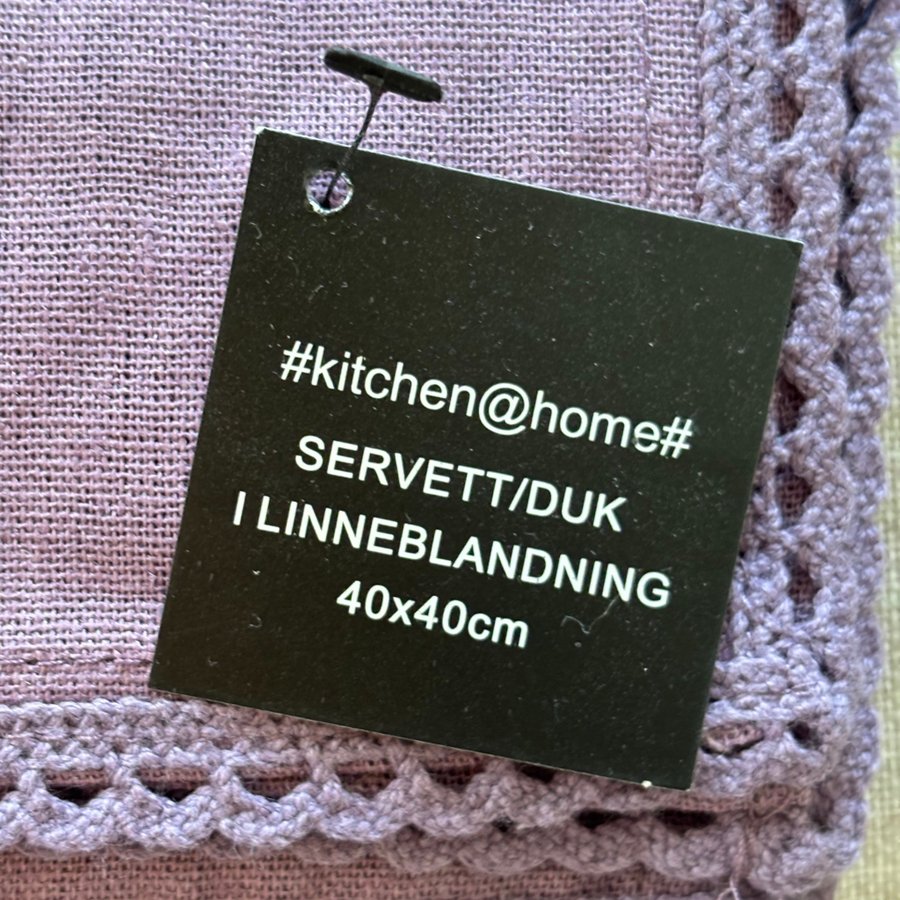 #kitchen@home#
SERVETT/DUK
I LINNEBLANDNING
40x40cm